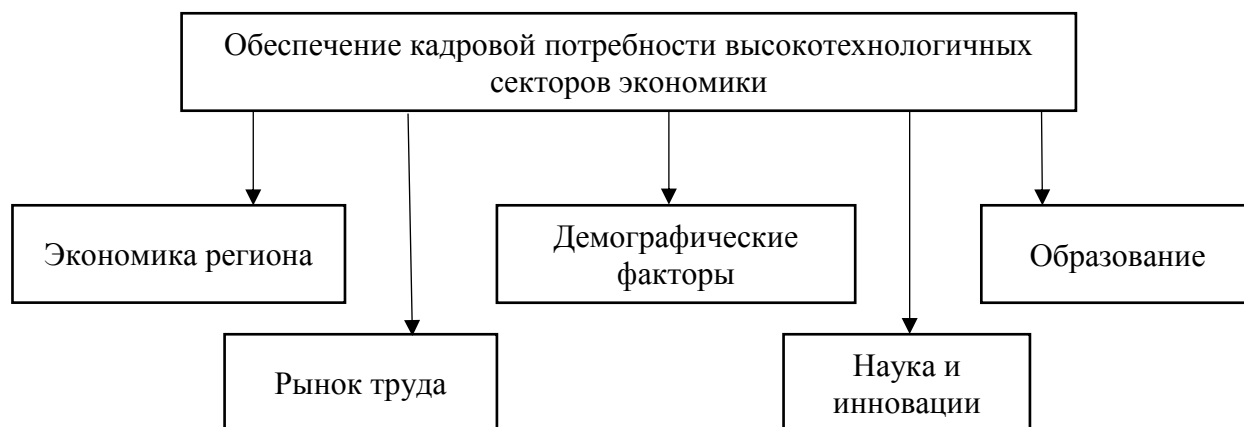 Обеспечение кадровой потребности высокотехнологичных
секторов экономики
Экономика региона
Демографические
факторы
Образование
Рынок труда
Наука и
инновации